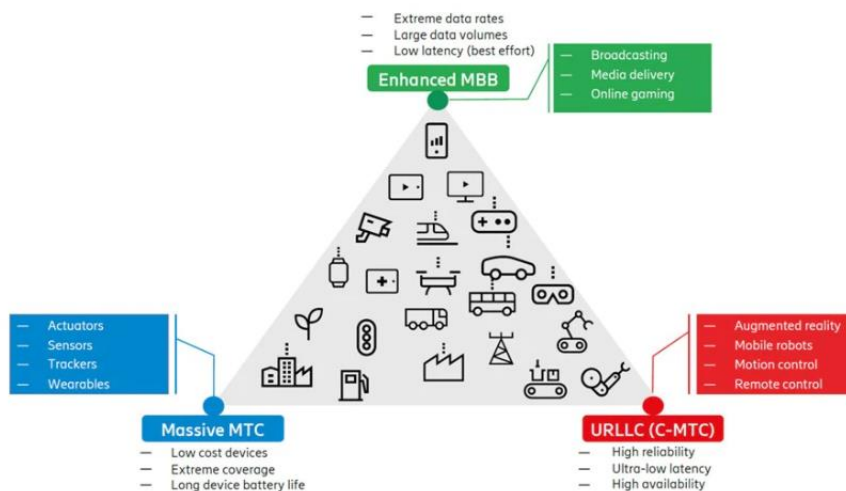 — Extreme data rates
— Large data volumes
— Low latency (best effort)
Enhanced MBB
— Broadcasting
— Media delivery
— Online gaming
— Actuators
— Sensors
— Trackers
— Wearables
— Augmented reality
— Mobile robots
— Motion control
— Remote control
Massive MTC
— Low cost devices
— Extreme coverage
— Long device battery life
URLLC (C-MTC)
— High reliability
— Ultra-low latency
— High availability